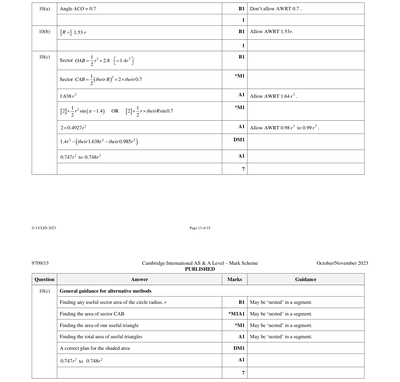 10(a) Angle ACO = 0.7 B1 Don't allow AWRT 0.7 .
1
10(b) [R =] 1.53 r B1 Allow AWRT 1.53r.
1
10(c) Sector OAB = 1/2 r² × 2.8 [= 1.4r²] B1
Sector CAB = 1/2 (their R)² × 2 × their 0.7 *M1
1.638 r² A1 Allow AWRT 1.64 r² .
[2] × 1/2 r² sin(π − 1.4) OR [2] × 1/2 r × their R sin 0.7 *M1
2 × 0.4927r² A1 Allow AWRT 0.98 r² to 0.99 r² .
1.4r² − (their 1.638r² − their 0.985r²) DM1
0.747r² to 0.748r² A1
7
© UCLES 2023 Page 15 of 15
9709/13 Cambridge International AS & A Level – Mark Scheme October/November 2023
PUBLISHED
Question Answer Marks Guidance
10(c) General guidance for alternative methods
Finding any useful sector area of the circle radius, r B1 May be 'nested' in a segment.
Finding the area of sector CAB *M1A1 May be 'nested' in a segment.
Finding the area of one useful triangle *M1 May be 'nested' in a segment.
Finding the total area of useful triangles A1 May be 'nested' in a segment.
A correct plan for the shaded area DM1
0.747r² to 0.748r² A1
7